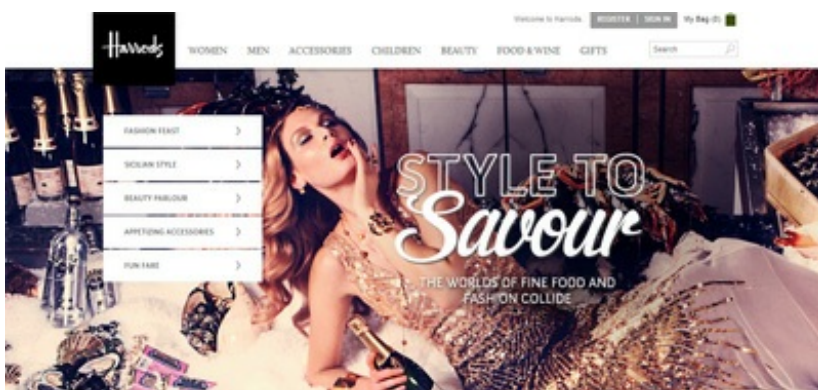 Welcome to Harrods. REGISTER | SIGN IN My Bag (0)
Harrods
WOMEN MEN ACCESSORIES CHILDREN BEAUTY FOOD & WINE GIFTS
Search
FASHION FEAST
SICILIAN STYLE
BEAUTY PARLOUR
APPETIZING ACCESSORIES
FUN FARE
STYLE TO
Savour
THE WORLDS OF FINE FOOD AND
FASHION COLLIDE